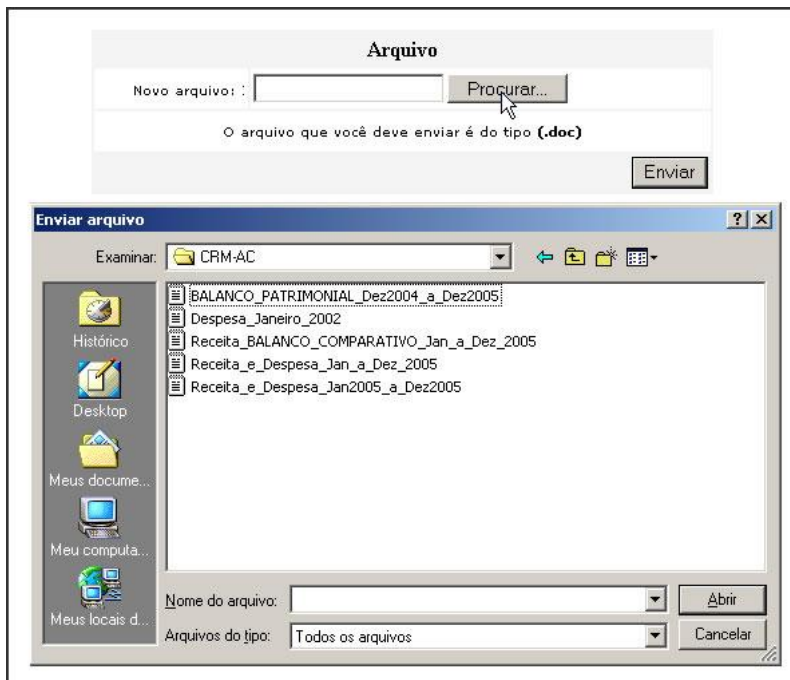 Arquivo
Novo arquivo: :
Procurar...
O arquivo que você deve enviar é do tipo (.doc)
Enviar
Enviar arquivo
Examinar: CRM-AC
BALANCO_PATRIMONIAL_Dez2004_a_Dez2005
Despesa_Janeiro_2002
Receita_BALANCO_COMPARATIVO_Jan_a_Dez_2005
Receita_e_Despesa_Jan_a_Dez_2005
Receita_e_Despesa_Jan2005_a_Dez2005
Histórico
Desktop
Meus docume...
Meu computa...
Meus locais d...
Nome do arquivo:
Abrir
Arquivos do tipo: Todos os arquivos
Cancelar